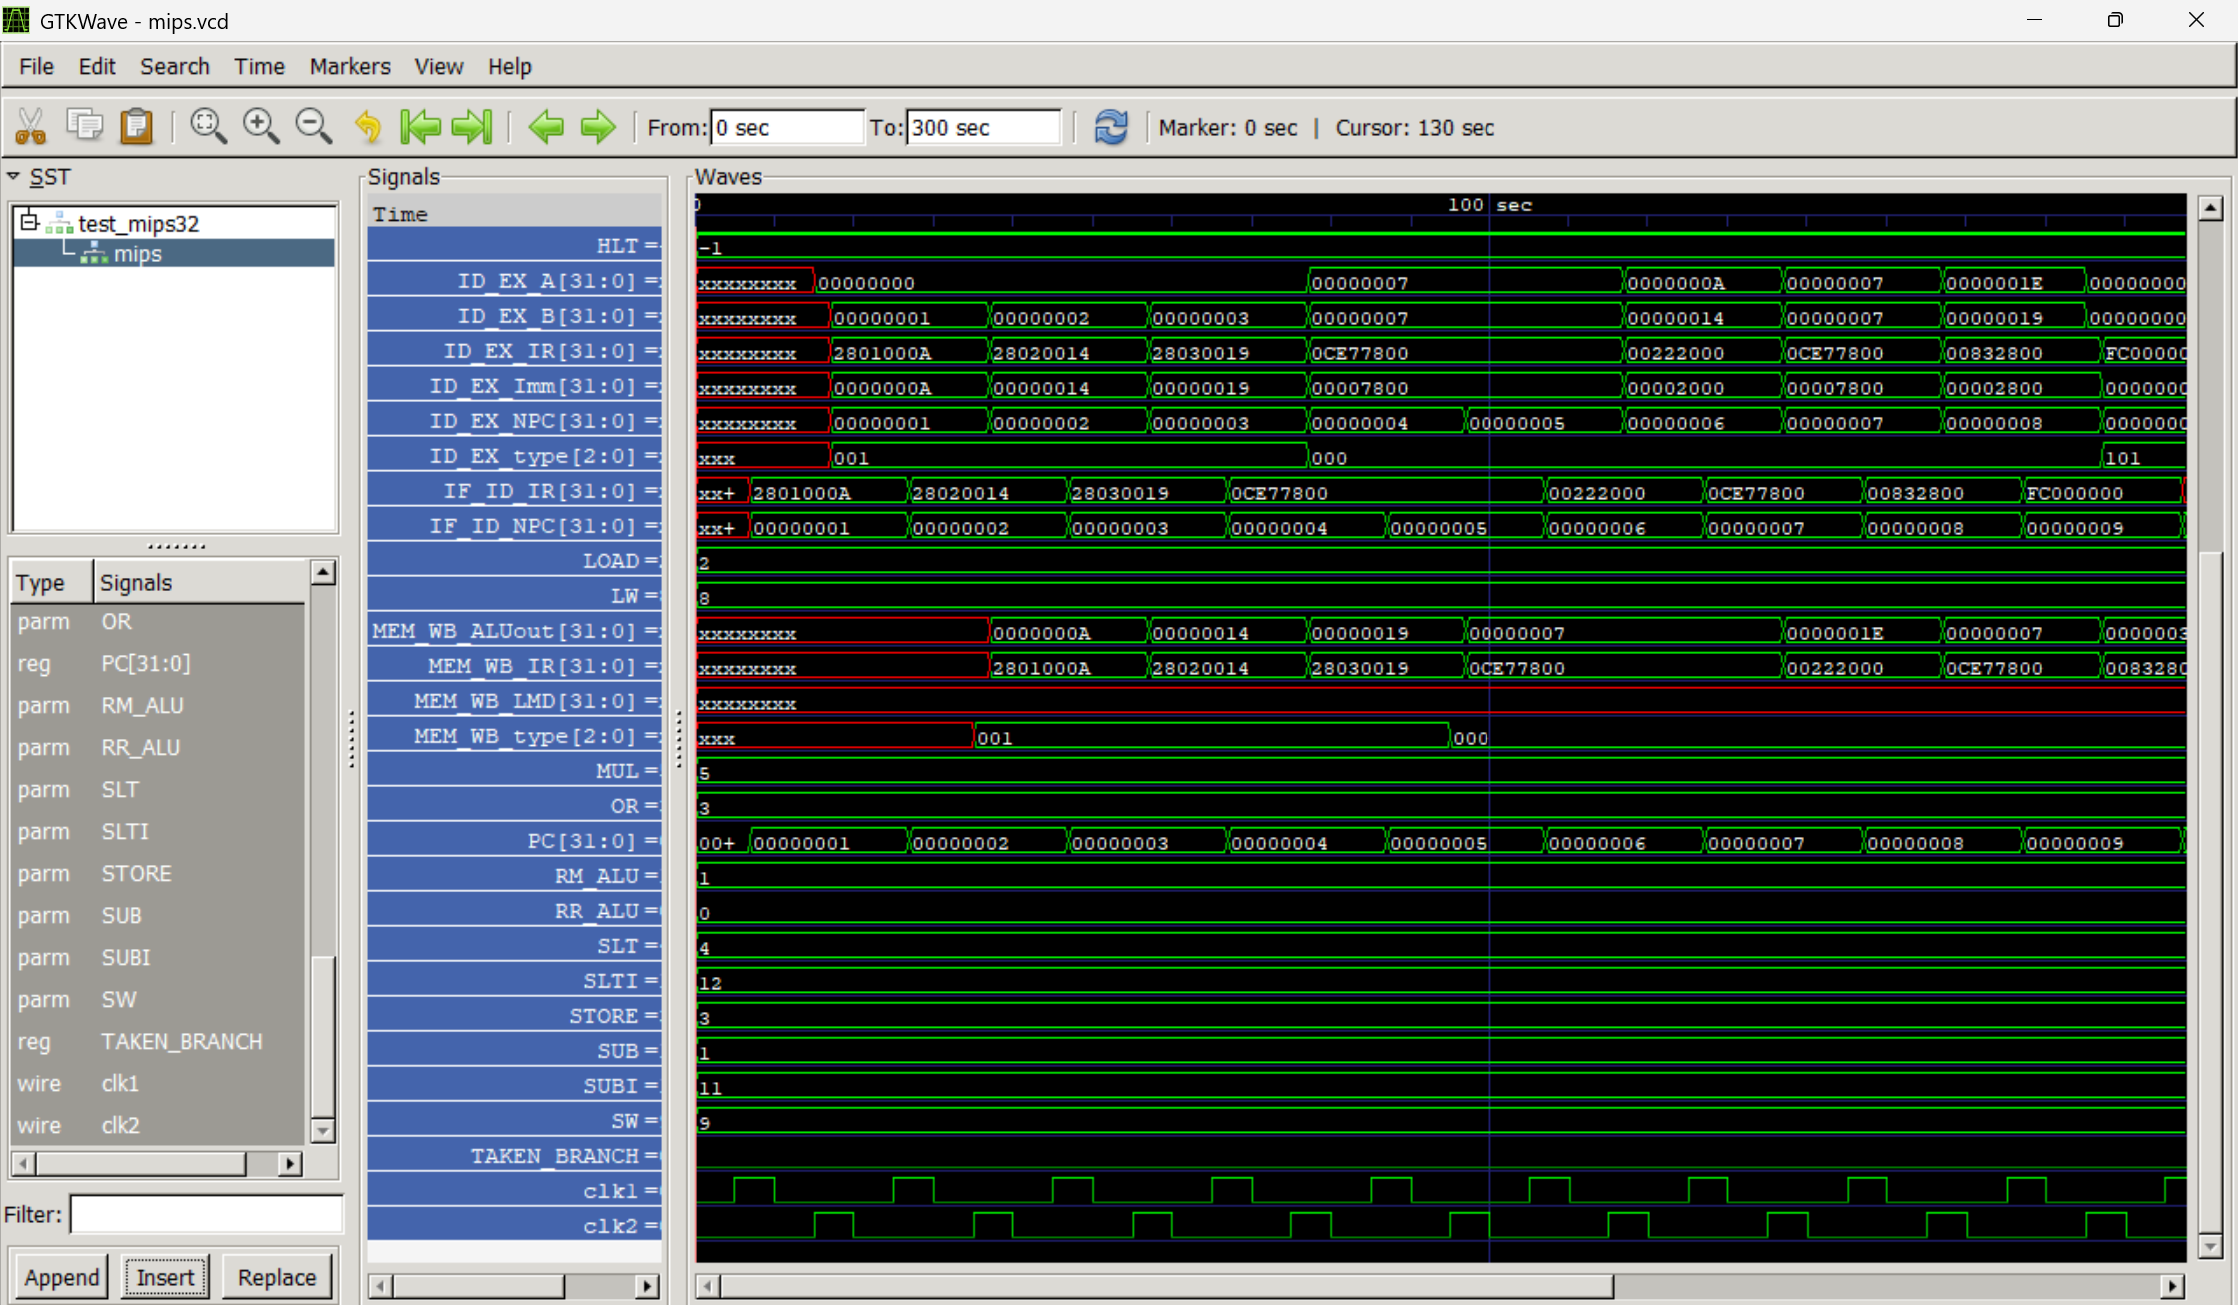 GTKWave - mips.vcd
File Edit Search Time Markers View Help
From: 0 sec To: 300 sec Marker: 0 sec | Cursor: 130 sec
SST
test_mips32
mips
Type Signals
parm OR
reg PC[31:0]
parm RM_ALU
parm RR_ALU
parm SLT
parm SLTI
parm STORE
parm SUB
parm SUBI
parm SW
reg TAKEN_BRANCH
wire clk1
wire clk2
Filter:
Append Insert Replace
Signals
Time
HLT =
ID_EX_A[31:0] =
ID_EX_B[31:0] =
ID_EX_IR[31:0] =
ID_EX_Imm[31:0] =
ID_EX_NPC[31:0] =
ID_EX_type[2:0] =
IF_ID_IR[31:0] =
IF_ID_NPC[31:0] =
LOAD =
LW =
MEM_WB_ALUout[31:0] =
MEM_WB_IR[31:0] =
MEM_WB_LMD[31:0] =
MEM_WB_type[2:0] =
MUL =
OR =
PC[31:0] =
RM_ALU =
RR_ALU =
SLT =
SLTI =
STORE =
SUB =
SUBI =
SW =
TAKEN_BRANCH =
clk1 =
clk2 =
Waves
0 100 sec
-1
xxxxxxxx 00000000 00000007 0000000A 00000007 0000001E 00000000
xxxxxxxx 00000001 00000002 00000003 00000007 00000014 00000007 00000019 00000000
xxxxxxxx 2801000A 28020014 28030019 0CE77800 00222000 0CE77800 00832800 FC00000
xxxxxxxx 0000000A 00000014 00000019 00007800 00002000 00007800 00002800 0000000
xxxxxxxx 00000001 00000002 00000003 00000004 00000005 00000006 00000007 00000008 0000000
xxx 001 000 101
xx+ 2801000A 28020014 28030019 0CE77800 00222000 0CE77800 00832800 FC000000
xx+ 00000001 00000002 00000003 00000004 00000005 00000006 00000007 00000008 00000009
2
8
xxxxxxxx 0000000A 00000014 00000019 00000007 0000001E 00000007 0000003
xxxxxxxx 2801000A 28020014 28030019 0CE77800 00222000 0CE77800 0083280
xxxxxxxx
xxx 001 000
5
3
00+ 00000001 00000002 00000003 00000004 00000005 00000006 00000007 00000008 00000009
1
0
4
12
3
1
11
9